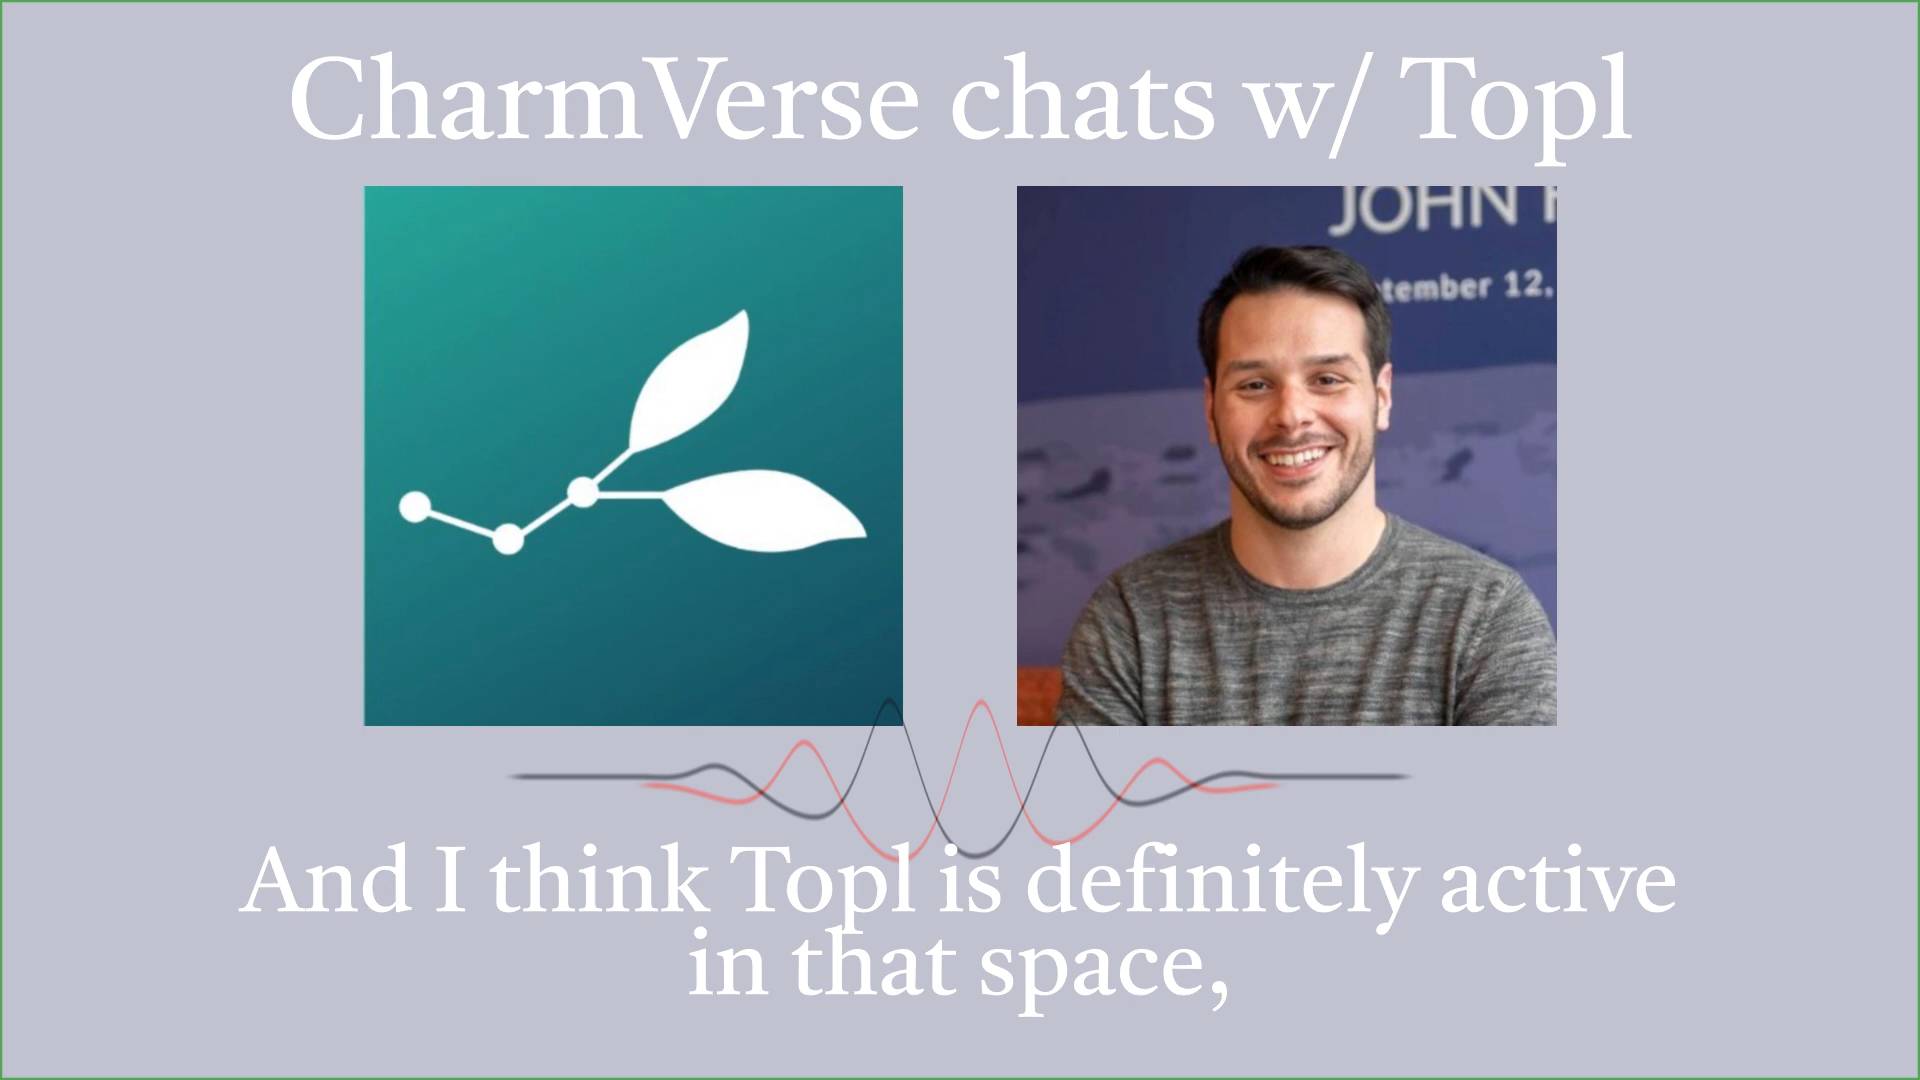 CharmVerse chats w/ Topl
JOHN
tember 12,
And I think Topl is definitely active
in that space,